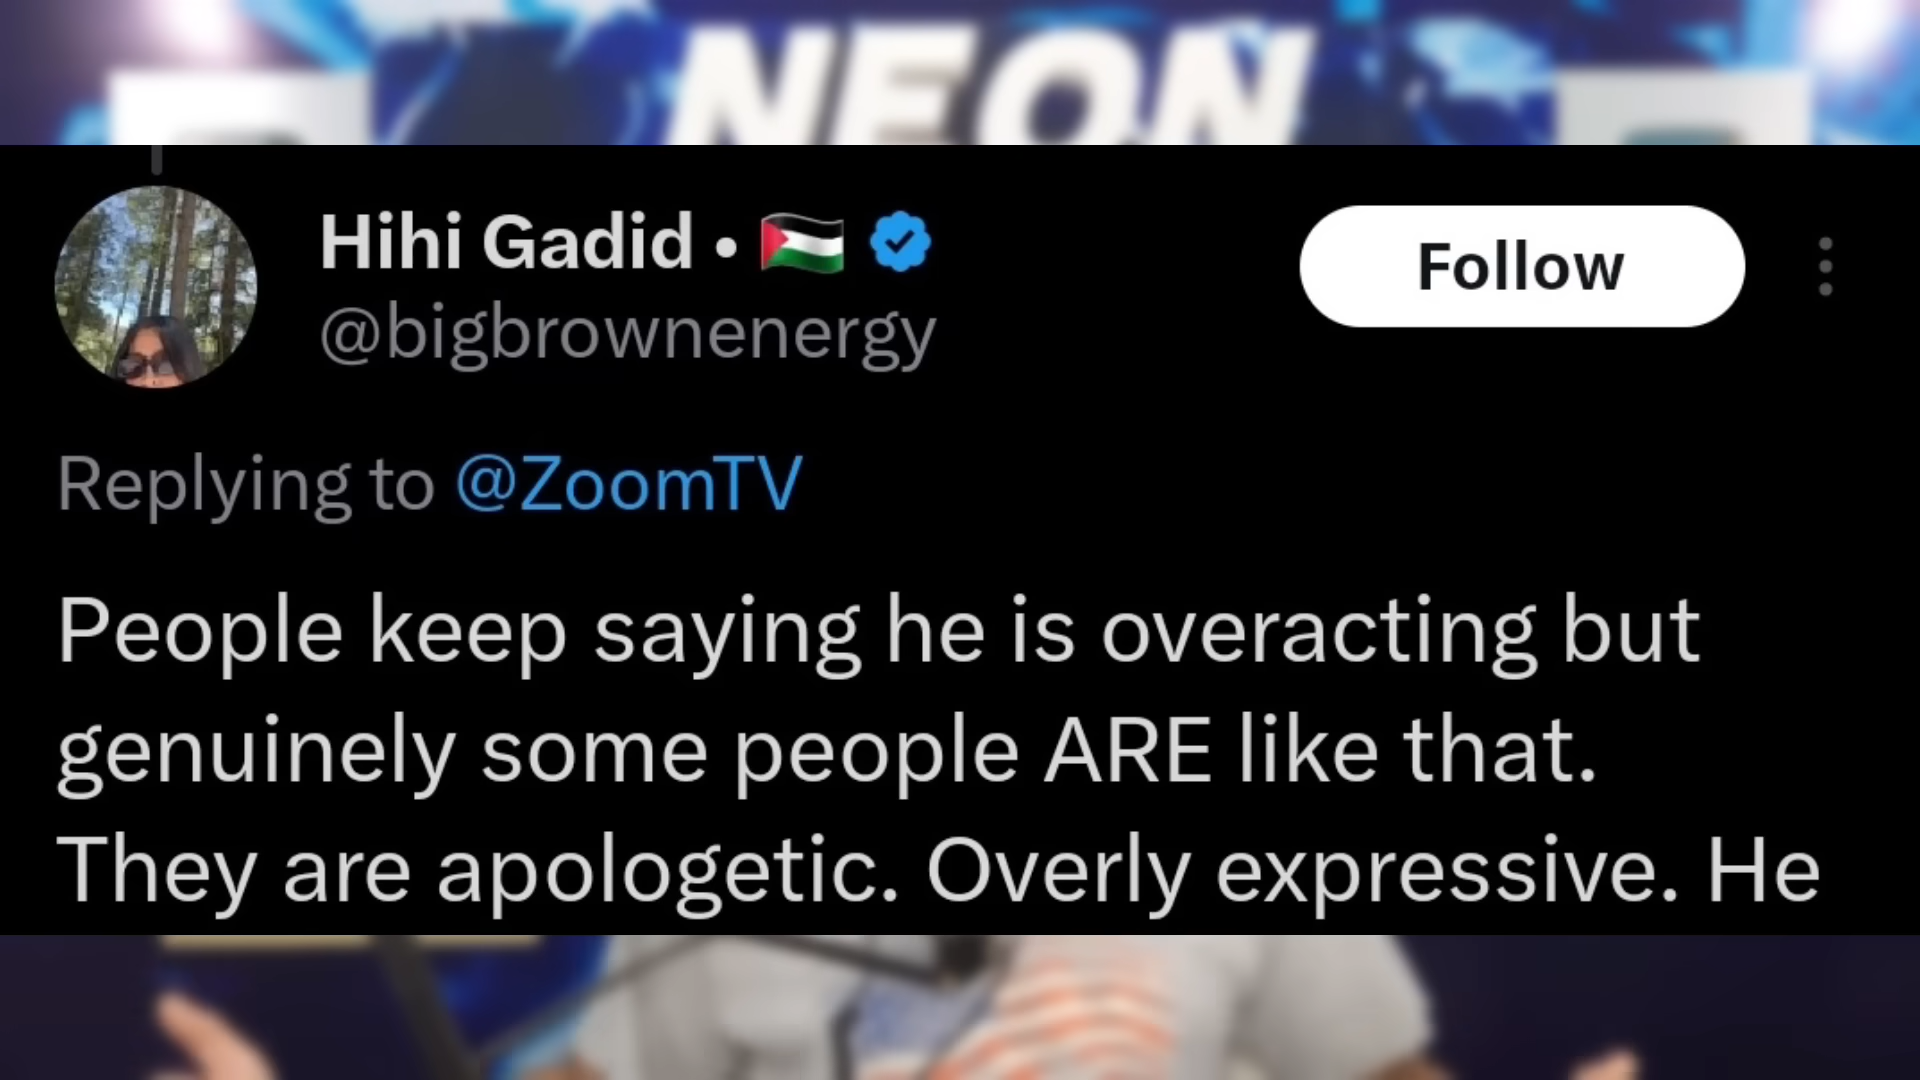 NEON
Hihi Gadid • 🇵🇸
@bigbrownenergy
Follow
Replying to @ZoomTV
People keep saying he is overacting but
genuinely some people ARE like that.
They are apologetic. Overly expressive. He